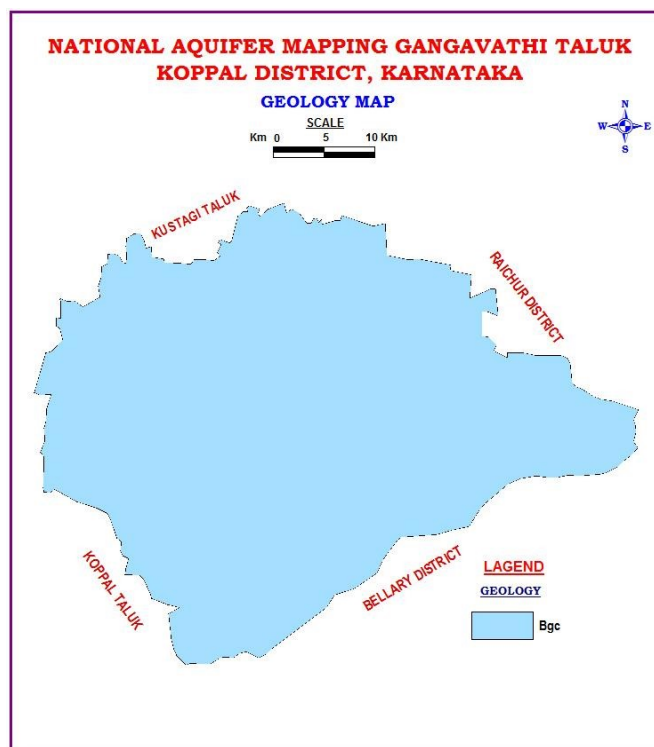 NATIONAL AQUIFER MAPPING GANGAVATHI TALUK
KOPPAL DISTRICT, KARNATAKA
GEOLOGY MAP
SCALE
Km 0 5 10 Km
N
W E
S
KUSTAGI TALUK
RAICHUR DISTRICT
KOPPAL TALUK
BELLARY DISTRICT
LAGEND
GEOLOGY
Bgc